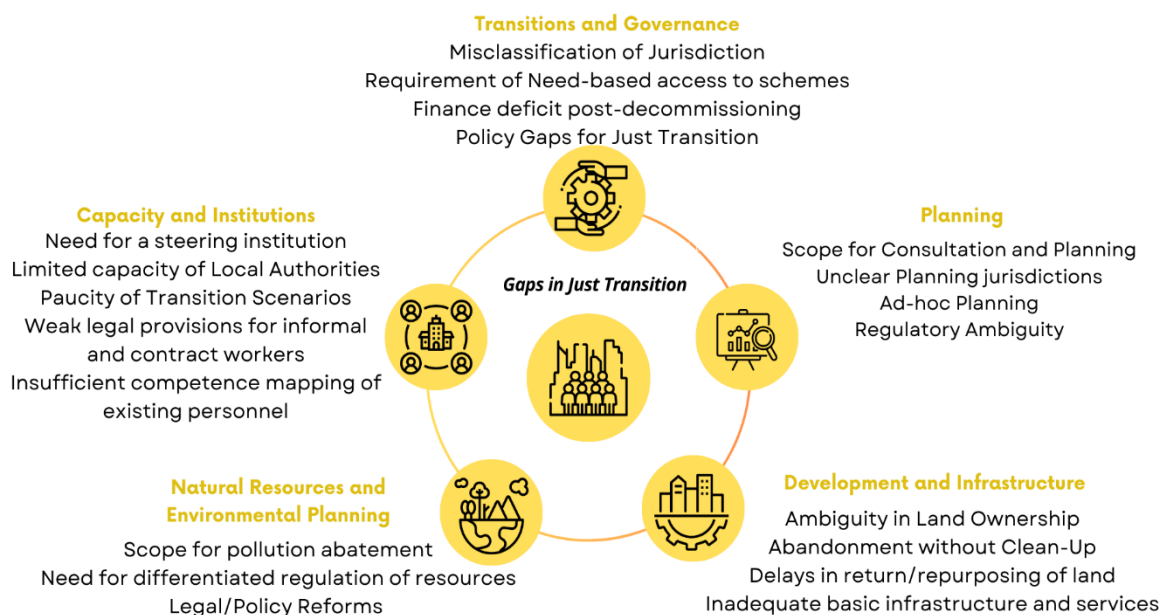 Transitions and Governance
Misclassification of Jurisdiction
Requirement of Need-based access to schemes
Finance deficit post-decommissioning
Policy Gaps for Just Transition
Capacity and Institutions
Need for a steering institution
Limited capacity of Local Authorities
Paucity of Transition Scenarios
Weak legal provisions for informal
and contract workers
Insufficient competence mapping of
existing personnel
Gaps in Just Transition
Planning
Scope for Consultation and Planning
Unclear Planning jurisdictions
Ad-hoc Planning
Regulatory Ambiguity
Natural Resources and
Environmental Planning
Scope for pollution abatement
Need for differentiated regulation of resources
Legal/Policy Reforms
Development and Infrastructure
Ambiguity in Land Ownership
Abandonment without Clean-Up
Delays in return/repurposing of land
Inadequate basic infrastructure and services